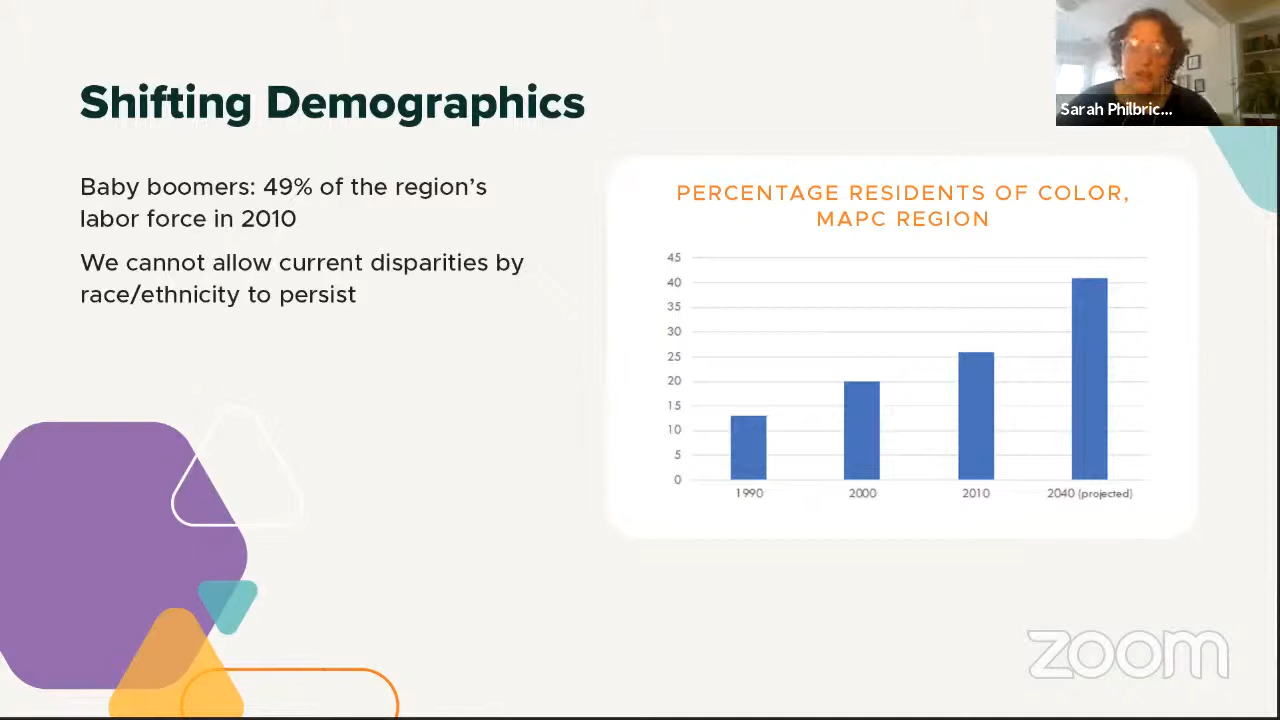 Sarah Philbric...
Shifting Demographics
Baby boomers: 49% of the region's
labor force in 2010
We cannot allow current disparities by
race/ethnicity to persist
PERCENTAGE RESIDENTS OF COLOR,
MAPC REGION
45
40
35
30
25
20
15
10
5
0
1990 2000 2010 2040 (projected)
zoom